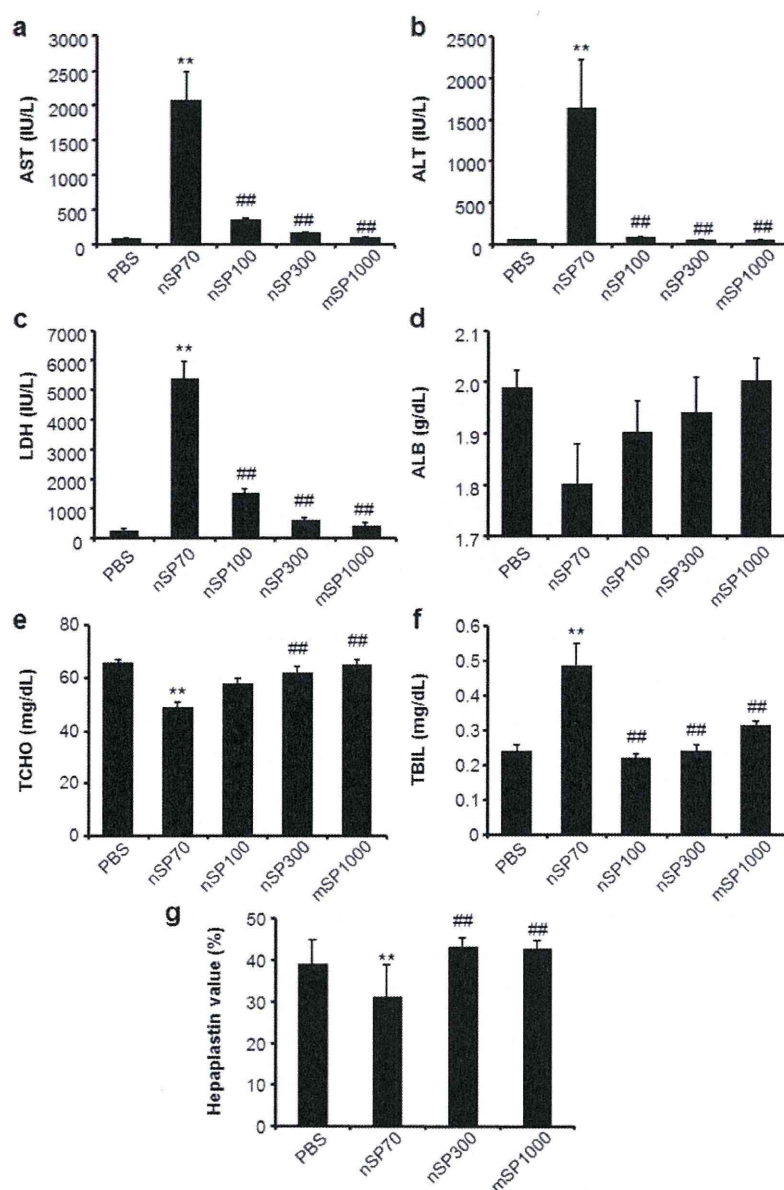 a
AST (IU/L)
3000
2500
2000
1500
1000
500
0
**
##
##
##
PBS
nSP70
nSP100
nSP300
mSP1000
b
ALT (IU/L)
2500
2000
1500
1000
500
0
**
##
##
##
PBS
nSP70
nSP100
nSP300
mSP1000
c
LDH (IU/L)
7000
6000
5000
4000
3000
2000
1000
0
**
##
##
##
PBS
nSP70
nSP100
nSP300
mSP1000
d
ALB (g/dL)
2.1
2.0
1.9
1.8
1.7
PBS
nSP70
nSP100
nSP300
mSP1000
e
TCHO (mg/dL)
80
60
40
20
0
**
##
##
PBS
nSP70
nSP100
nSP300
mSP1000
f
TBIL (mg/dL)
0.6
0.5
0.4
0.3
0.2
0.1
0
**
##
##
##
PBS
nSP70
nSP100
nSP300
mSP1000
g
Hepaplastin value (%)
50
40
30
20
10
0
**
##
##
PBS
nSP70
nSP300
mSP1000